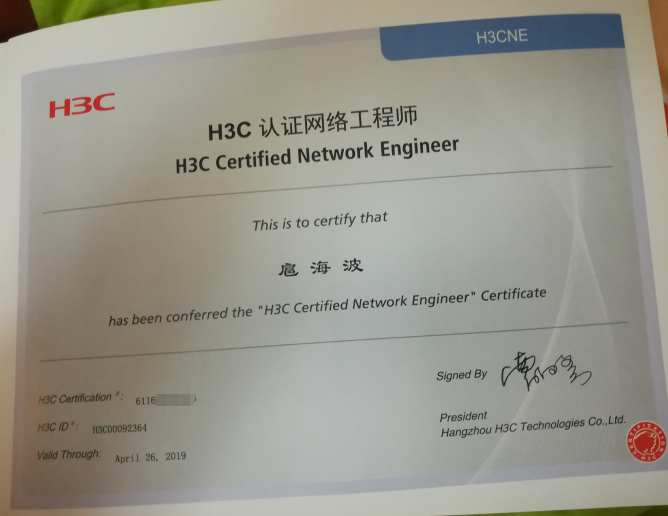 H3CNE
H3C
H3C 认证网络工程师
H3C Certified Network Engineer
This is to certify that
扈海波
has been conferred the "H3C Certified Network Engineer" Certificate
H3C Certification #: 6116
H3C ID #: H3C00092364
Valid Through: April 26, 2019
Signed By
President
Hangzhou H3C Technologies Co.,Ltd.